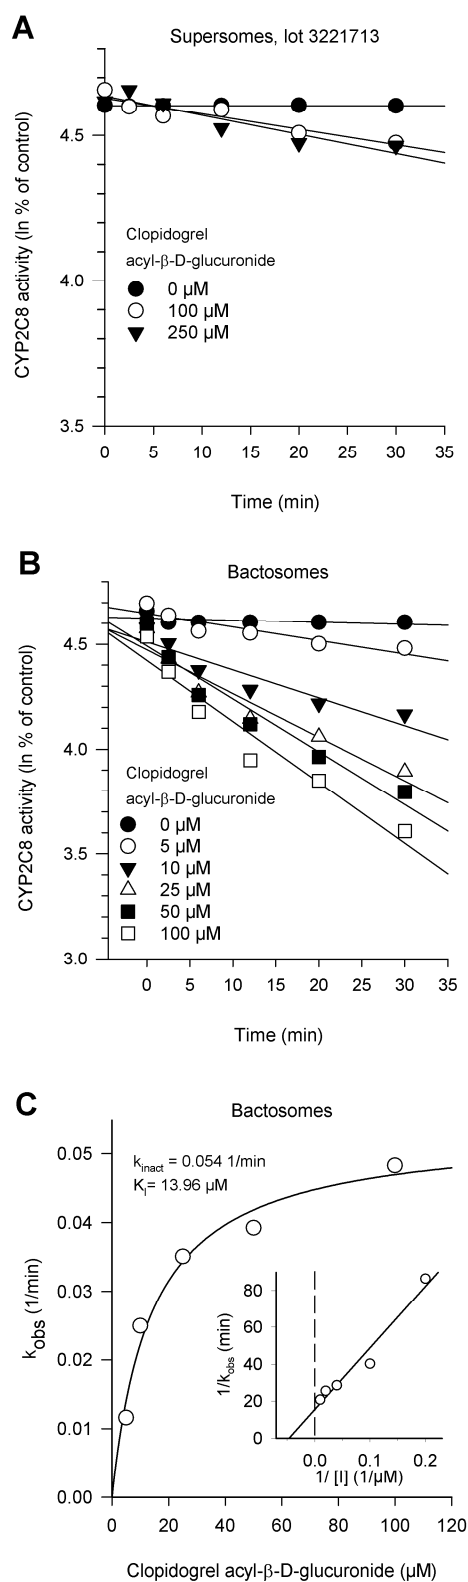 A
Supersomes, lot 3221713
CYP2C8 activity (ln % of control)
4.5
4.0
3.5
Clopidogrel
acyl-β-D-glucuronide
0 µM
100 µM
250 µM
0 5 10 15 20 25 30 35
Time (min)
B
Bactosomes
CYP2C8 activity (ln % of control)
4.5
4.0
3.5
3.0
Clopidogrel
acyl-β-D-glucuronide
0 µM
5 µM
10 µM
25 µM
50 µM
100 µM
0 5 10 15 20 25 30 35
Time (min)
C
Bactosomes
k_obs (1/min)
0.05
0.04
0.03
0.02
0.01
0.00
k_inact = 0.054 1/min
K_I= 13.96 µM
1/k_obs (min)
80
60
40
20
0
0.0 0.1 0.2
1/ [I] (1/µM)
0 20 40 60 80 100 120
Clopidogrel acyl-β-D-glucuronide (µM)